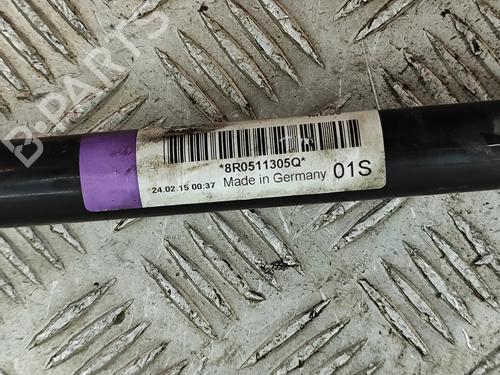 *8R0511305Q*
24.02.15 00:37 Made in Germany 01S
B-PARTS